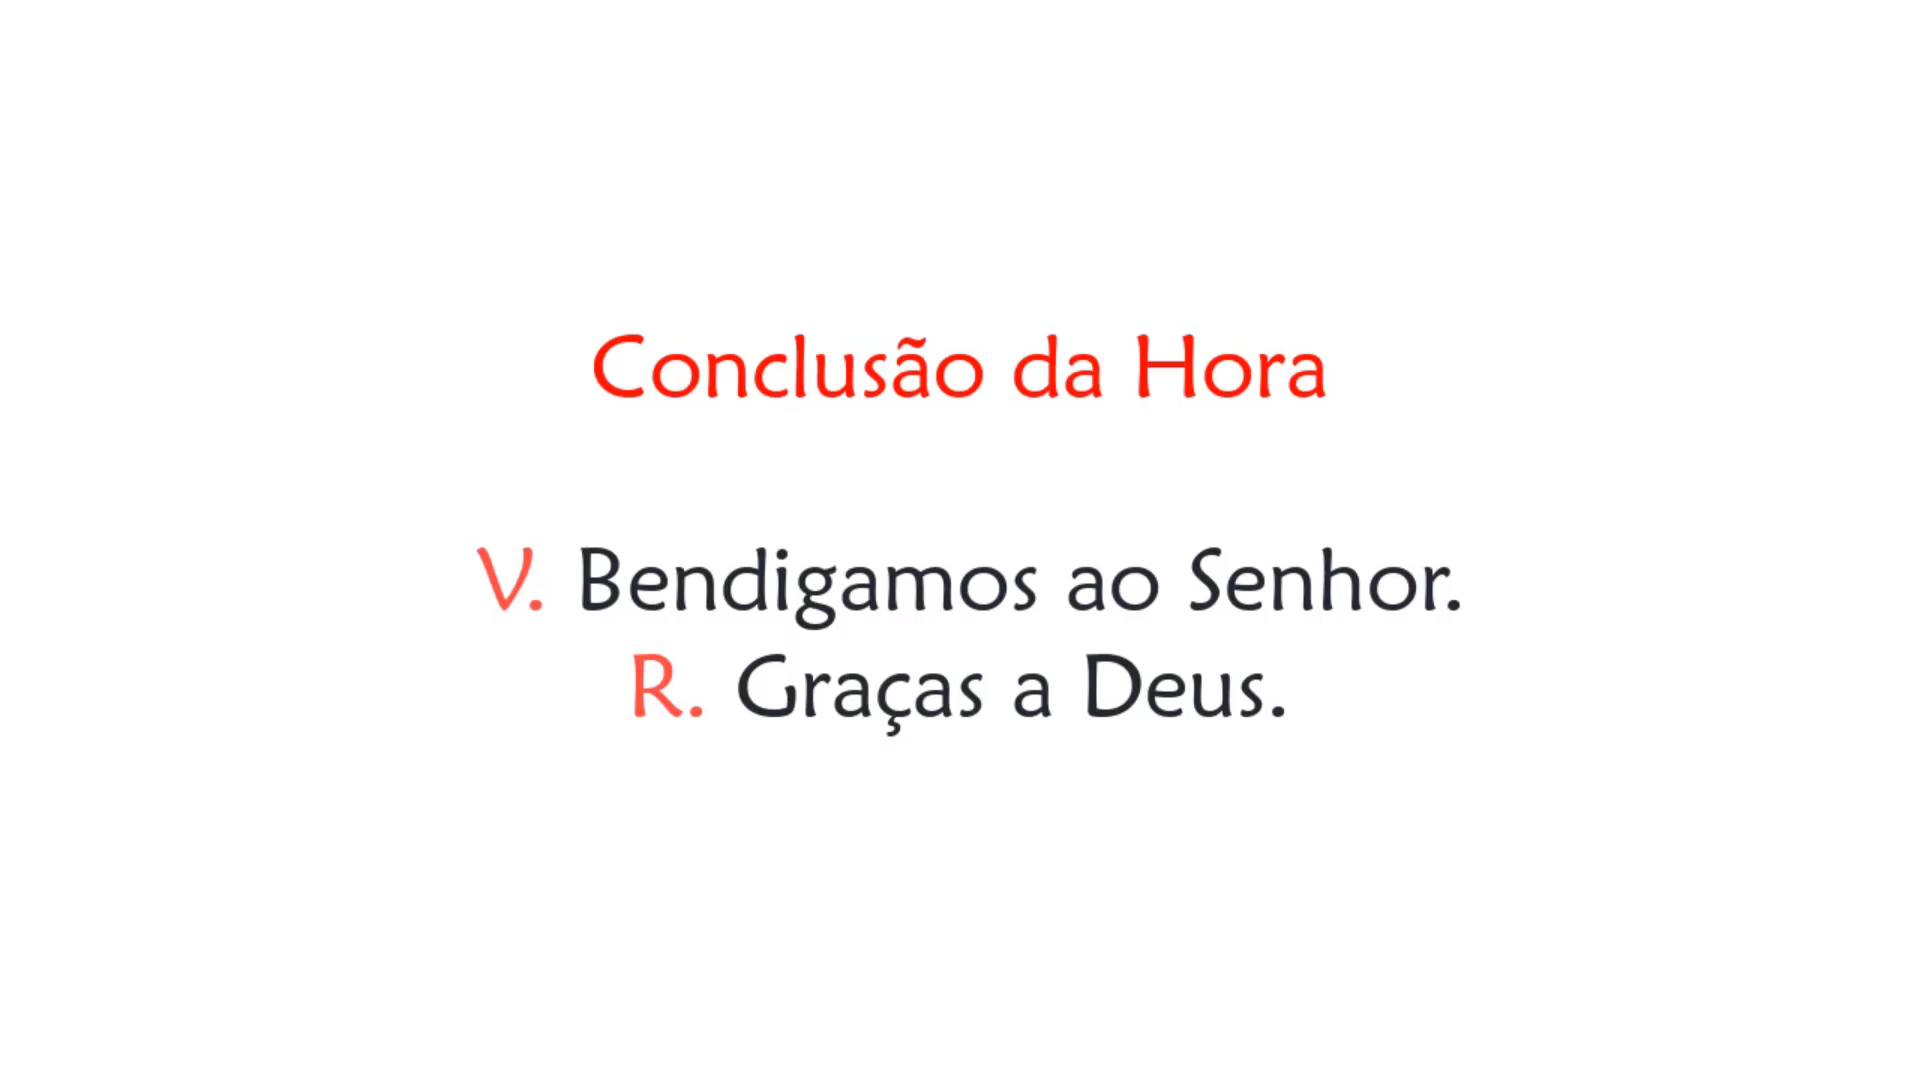 Conclusão da Hora
V. Bendigamos ao Senhor.
R. Graças a Deus.